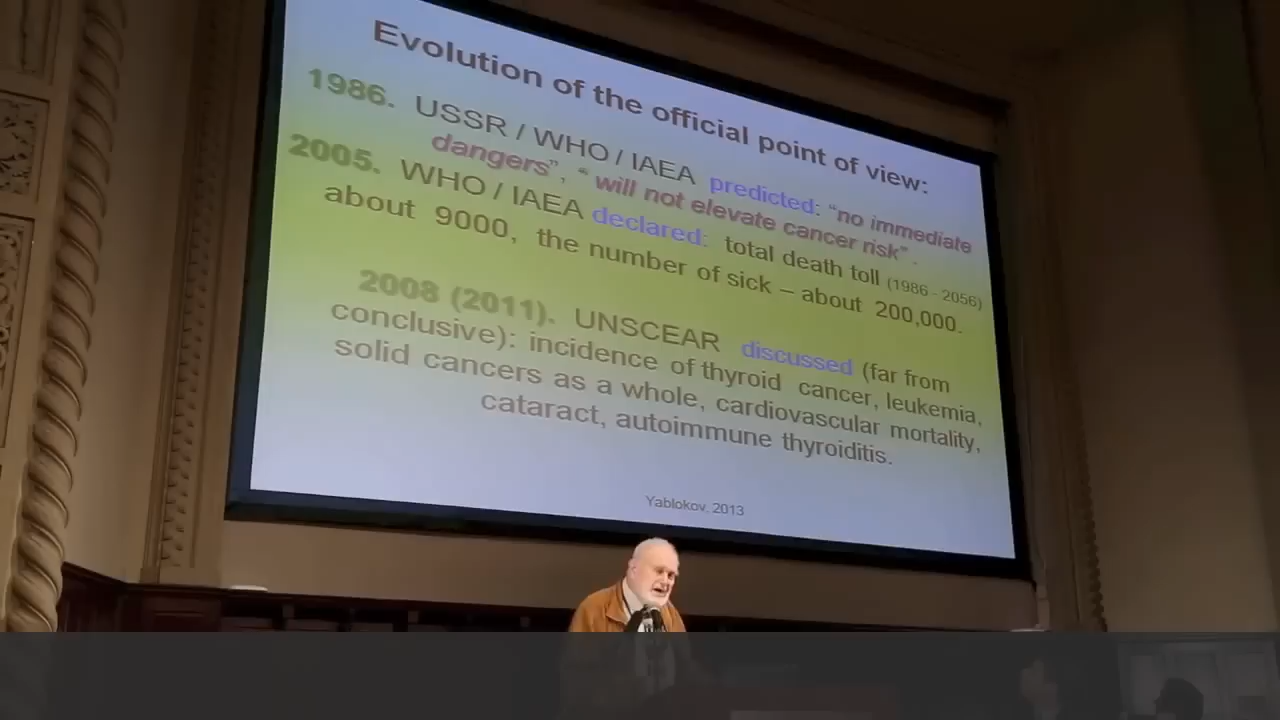 Evolution of the official point of view:
1986. USSR / WHO / IAEA predicted: “no immediate
dangers”, “ will not elevate cancer risk” .
2005. WHO / IAEA declared: total death toll (1986 - 2056)
about 9000, the number of sick – about 200,000.
2008 (2011). UNSCEAR discussed (far from
conclusive): incidence of thyroid cancer, leukemia,
solid cancers as a whole, cardiovascular mortality,
cataract, autoimmune thyroiditis.
Yablokov, 2013